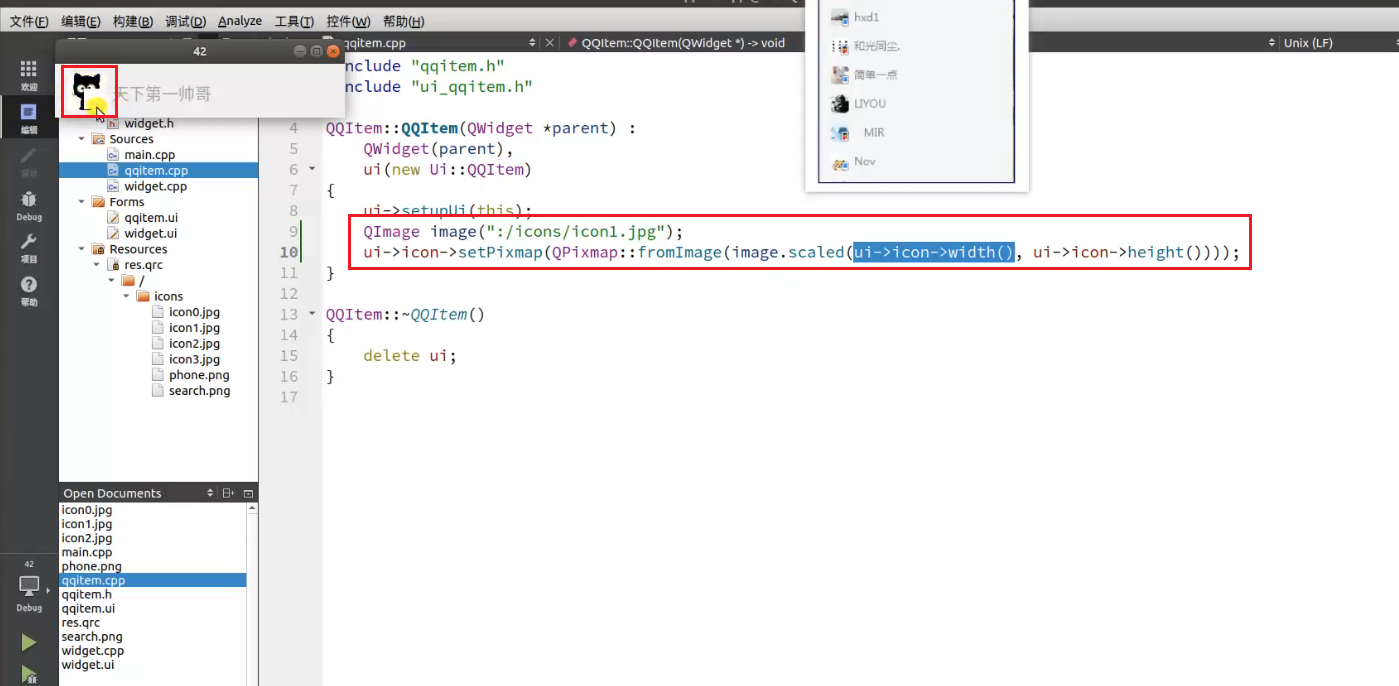 文件(F) 编辑(E) 构建(B) 调试(D) Analyze 工具(T) 控件(W) 帮助(H)
qqitem.cpp
QQItem::QQItem(QWidget *) -> void
Unix (LF)
42
天下第一帅哥
欢迎
编辑
Debug
项目
帮助
42
Debug
widget.h
Sources
main.cpp
qqitem.cpp
widget.cpp
Forms
qqitem.ui
widget.ui
Resources
res.qrc
/
icons
icon0.jpg
icon1.jpg
icon2.jpg
icon3.jpg
phone.png
search.png
Open Documents
icon0.jpg
icon1.jpg
icon2.jpg
main.cpp
phone.png
qqitem.cpp
qqitem.h
qqitem.ui
res.qrc
search.png
widget.cpp
widget.ui
nclude "qqitem.h"
nclude "ui_qqitem.h"
4 QQItem::QQItem(QWidget *parent) :
5 QWidget(parent),
6 ui(new Ui::QQItem)
7 {
8 ui->setupUi(this);
9 QImage image(":/icons/icon1.jpg");
10 ui->icon->setPixmap(QPixmap::fromImage(image.scaled(ui->icon->width(), ui->icon->height())));
11 }
12
13 QQItem::~QQItem()
14 {
15 delete ui;
16 }
17
hxd1
和光同尘.
简单一点
LIYOU
MIR
Nov